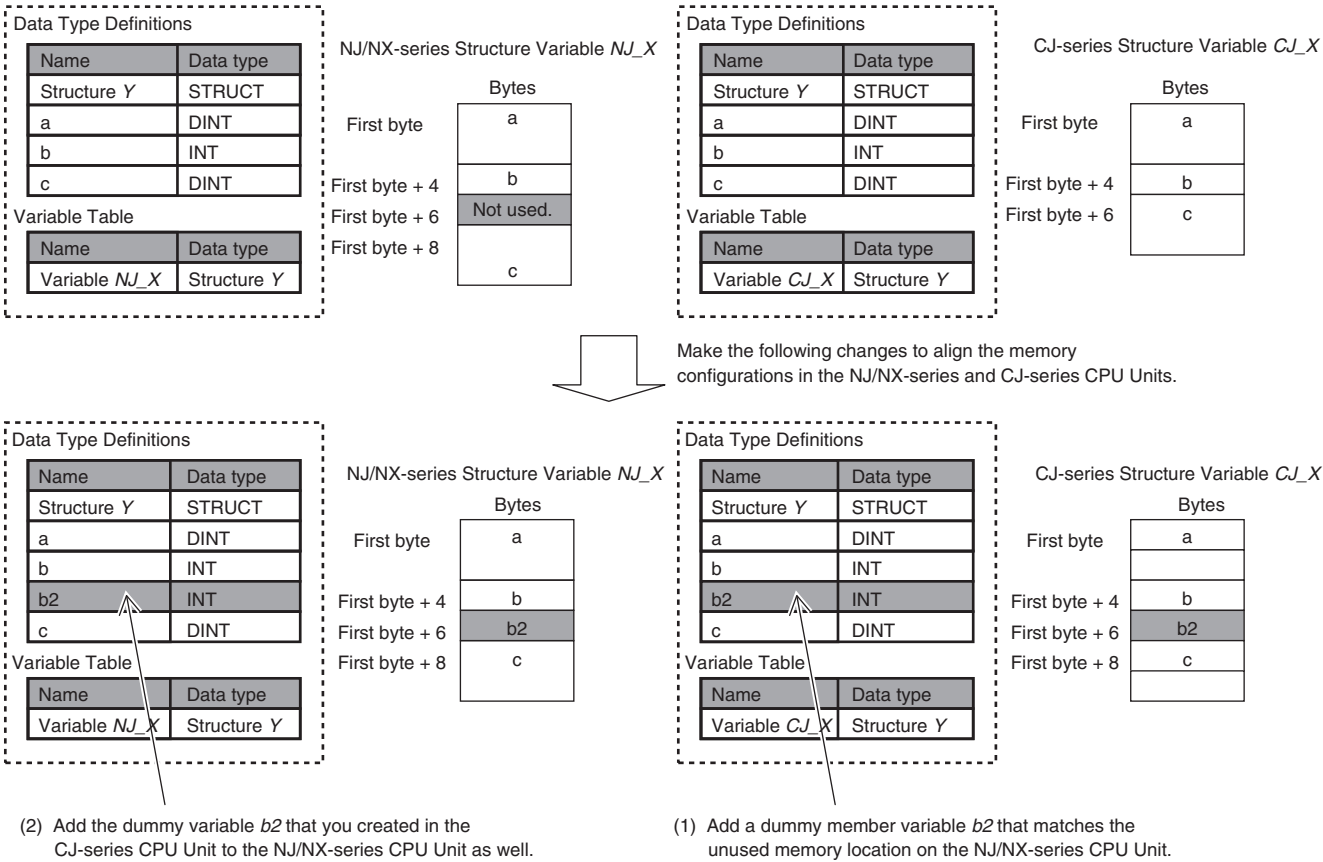 Data Type Definitions
Name Data type
Structure Y STRUCT
a DINT
b INT
c DINT
Variable Table
Name Data type
Variable NJ_X Structure Y
NJ/NX-series Structure Variable NJ_X
Bytes
First byte a
First byte + 4 b
First byte + 6 Not used.
First byte + 8
c
Data Type Definitions
Name Data type
Structure Y STRUCT
a DINT
b INT
c DINT
Variable Table
Name Data type
Variable CJ_X Structure Y
CJ-series Structure Variable CJ_X
Bytes
First byte a
First byte + 4 b
First byte + 6 c
Make the following changes to align the memory
configurations in the NJ/NX-series and CJ-series CPU Units.
Data Type Definitions
Name Data type
Structure Y STRUCT
a DINT
b INT
b2 INT
c DINT
Variable Table
Name Data type
Variable NJ_X Structure Y
NJ/NX-series Structure Variable NJ_X
Bytes
First byte a
First byte + 4 b
First byte + 6 b2
First byte + 8 c
Data Type Definitions
Name Data type
Structure Y STRUCT
a DINT
b INT
b2 INT
c DINT
Variable Table
Name Data type
Variable CJ_X Structure Y
CJ-series Structure Variable CJ_X
Bytes
First byte a
First byte + 4 b
First byte + 6 b2
First byte + 8 c
(2) Add the dummy variable b2 that you created in the
CJ-series CPU Unit to the NJ/NX-series CPU Unit as well.
(1) Add a dummy member variable b2 that matches the
unused memory location on the NJ/NX-series CPU Unit.